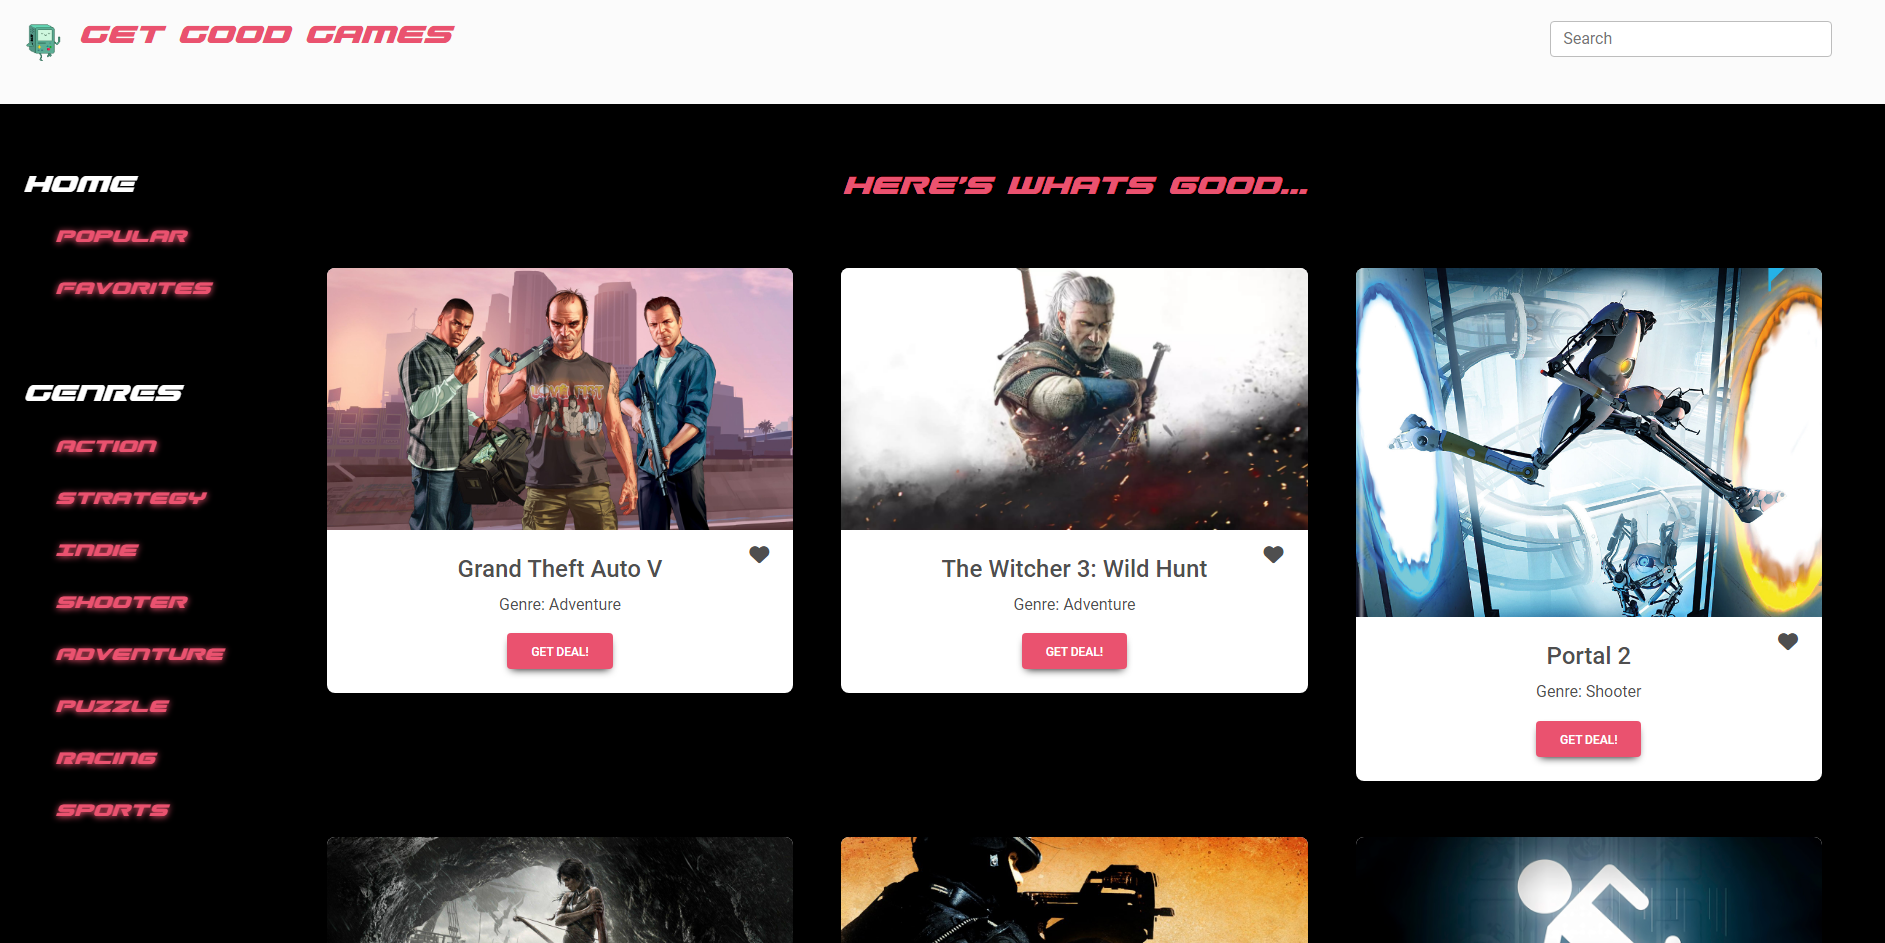 GET GOOD GAMES
Search
HOME
POPULAR
FAVORITES
GENRES
ACTION
STRATEGY
INDIE
SHOOTER
ADVENTURE
PUZZLE
RACING
SPORTS
HERE'S WHATS GOOD...
Grand Theft Auto V
Genre: Adventure
GET DEAL!
The Witcher 3: Wild Hunt
Genre: Adventure
GET DEAL!
Portal 2
Genre: Shooter
GET DEAL!